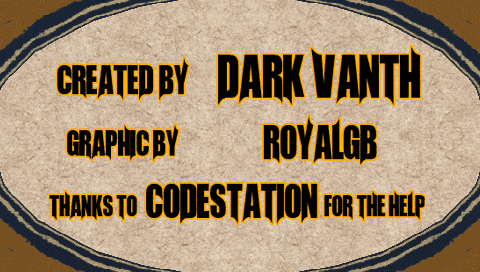 CREATED BY DARK VANTH
GRAPHIC BY ROYALGB
THANKS TO CODESTATION FOR THE HELP